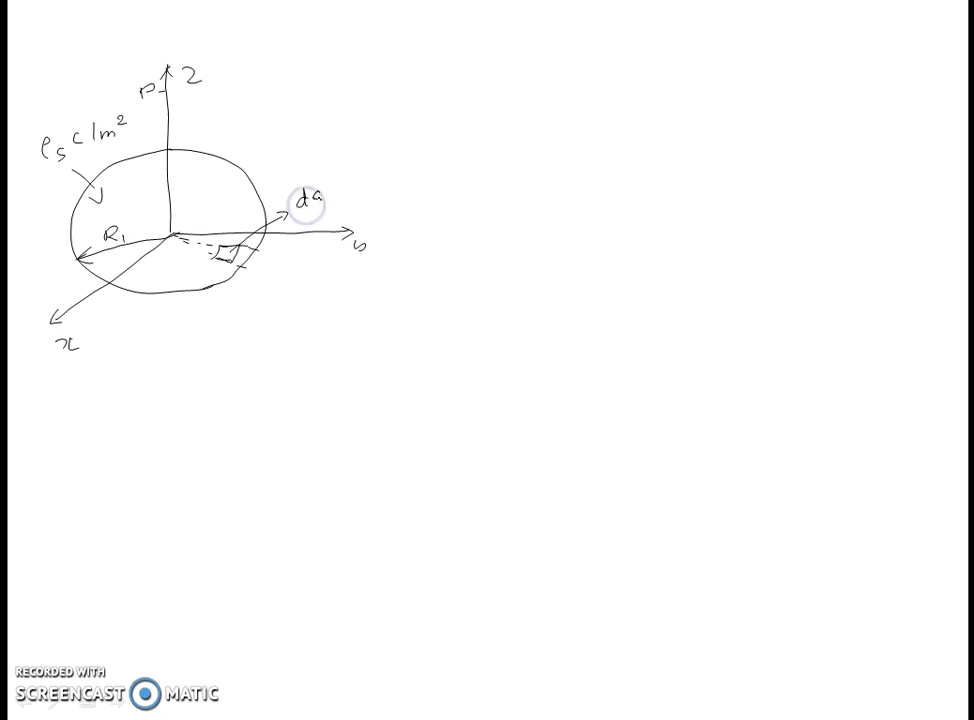 z
P
ρs C/m²
da
R₁
y
x
RECORDED WITH
SCREENCAST MATIC